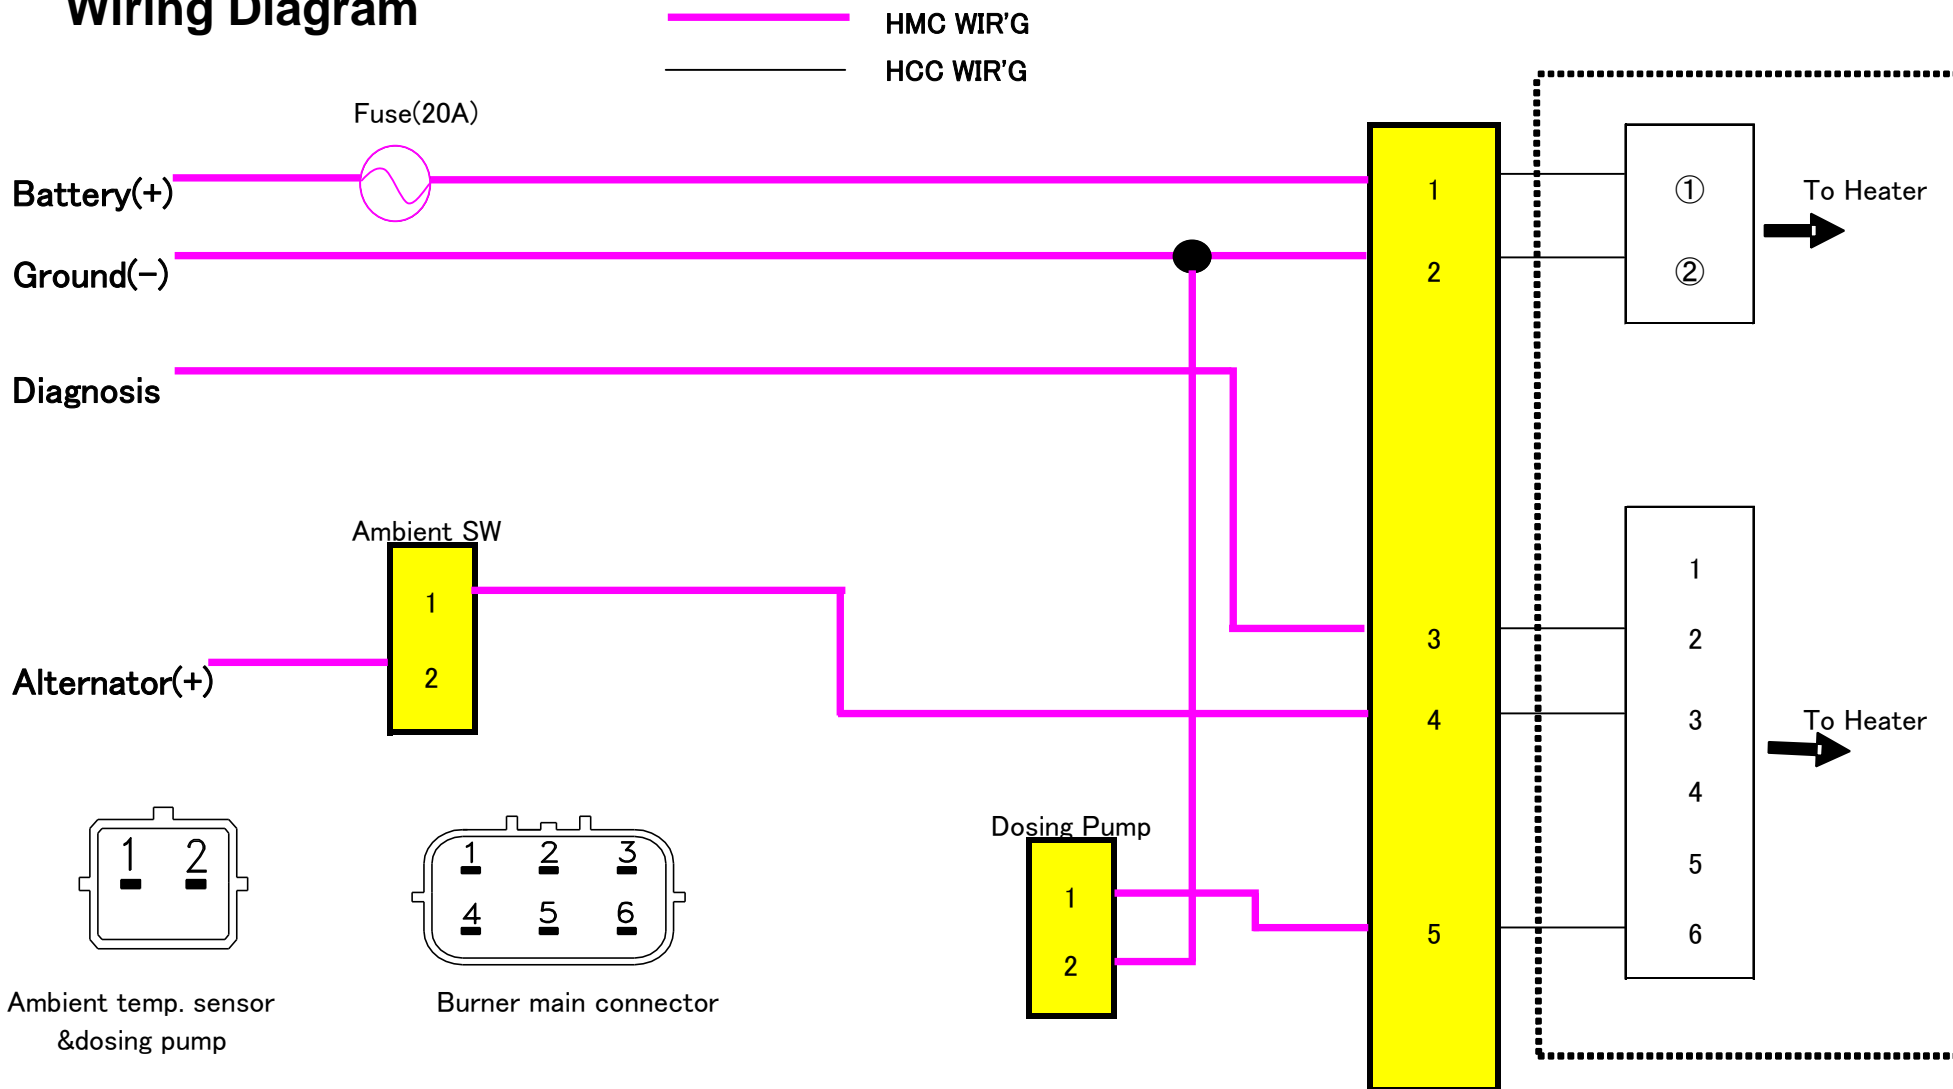 Wiring Diagram
HMC WIR'G
HCC WIR'G
Fuse(20A)
Battery(+)
1
①
To Heater
Ground(-)
2
②
Diagnosis
Ambient SW
1
2
Alternator(+)
3
4
5
1
2
3
4
5
6
To Heater
Dosing Pump
1
2
1 2
Ambient temp. sensor
&dosing pump
1 2 3
4 5 6
Burner main connector